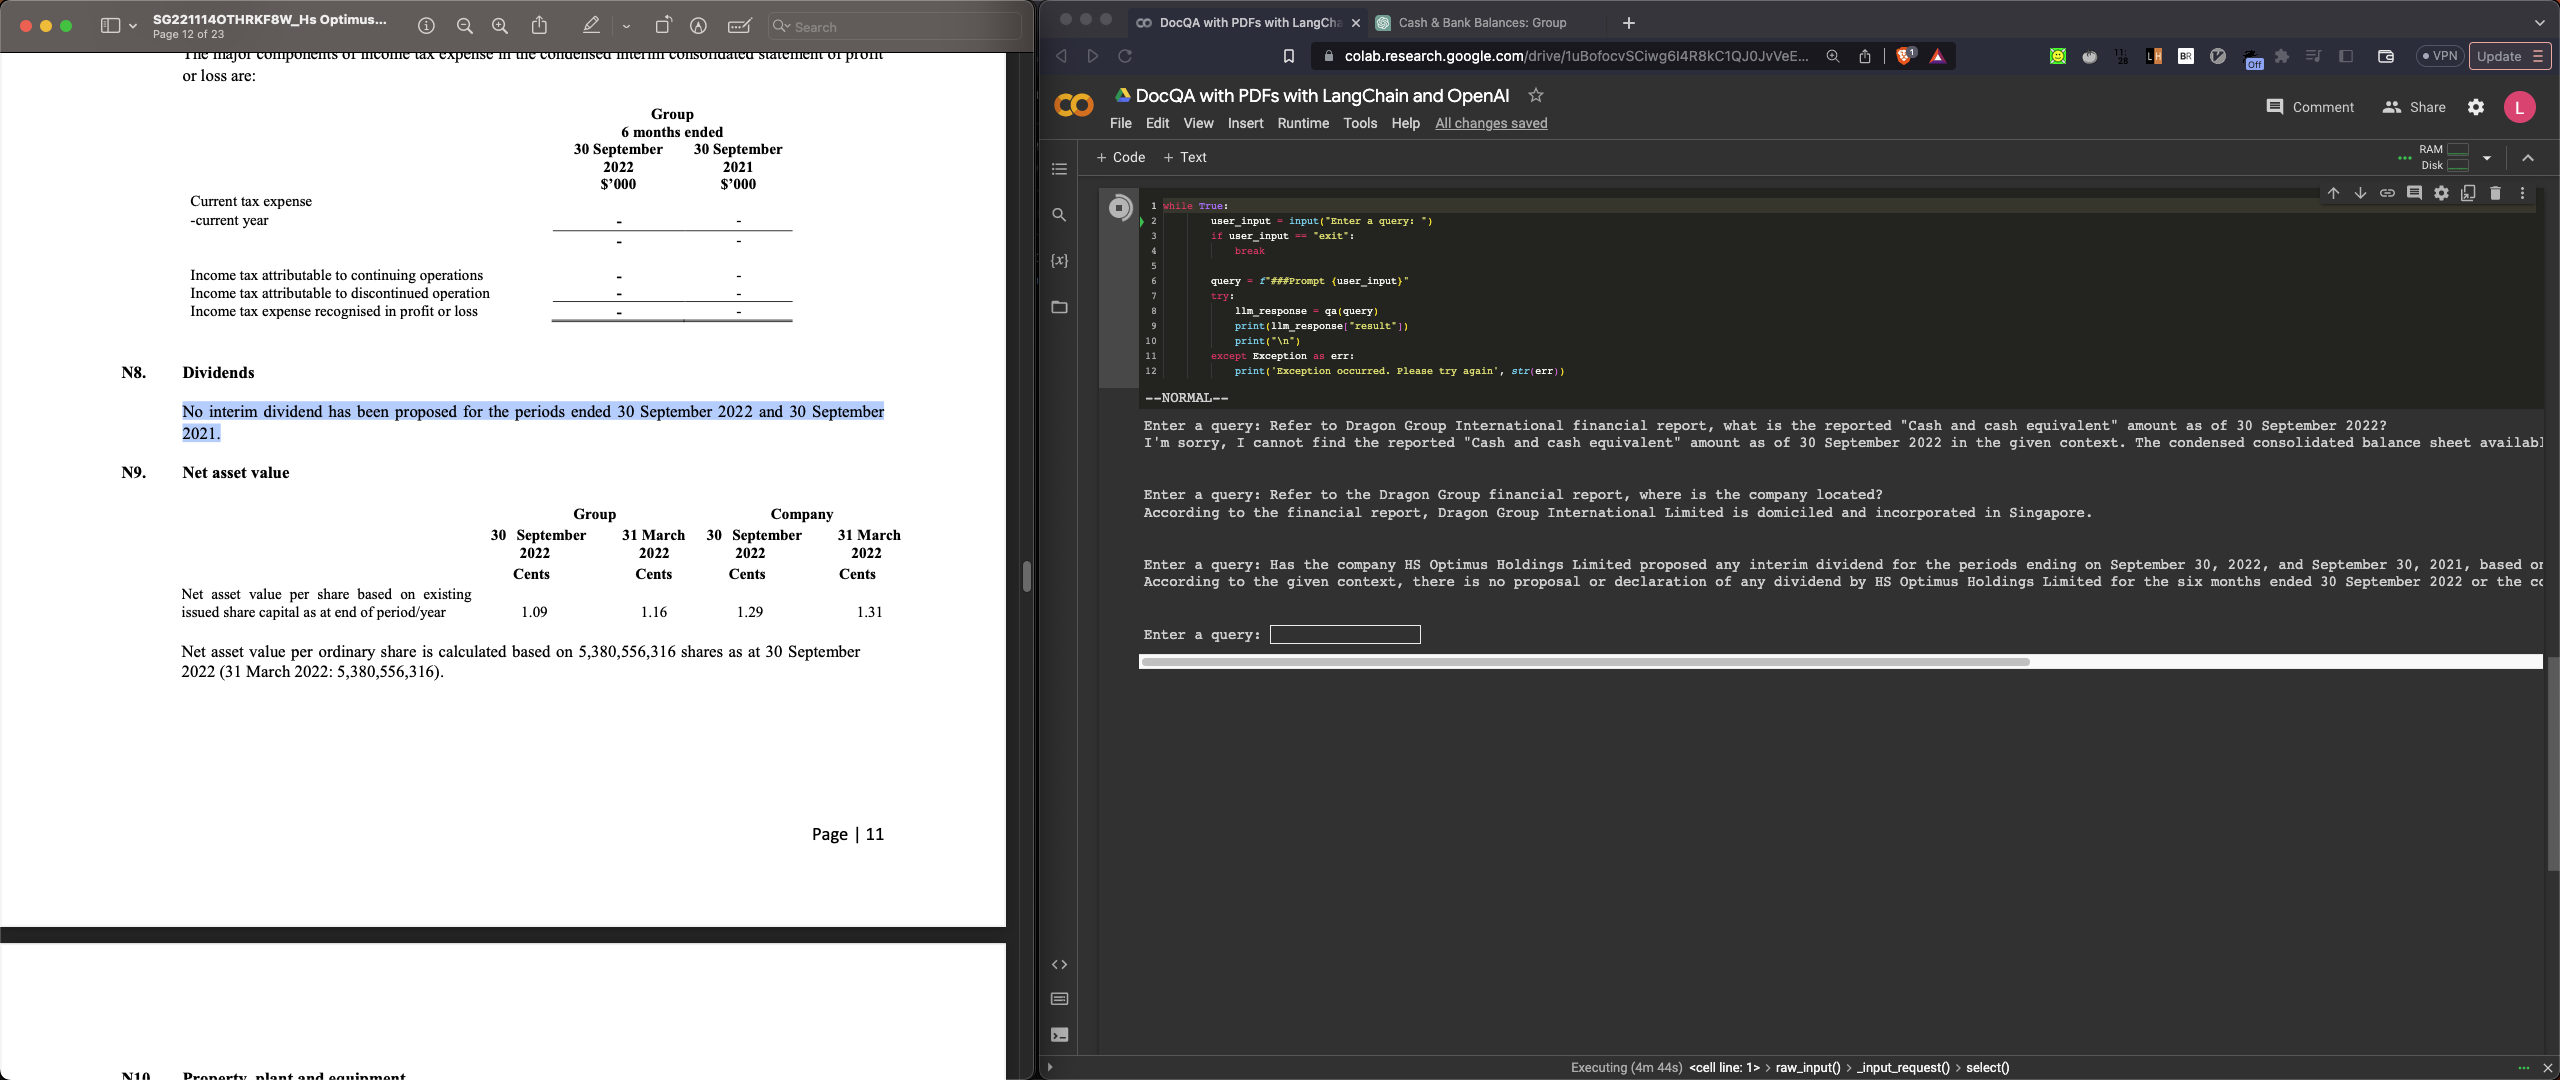 SG221114OTHRKF8W_Hs Optimus...
Page 12 of 23
Search
The major components of income tax expense in the condensed interim consolidated statement of profit
or loss are:
Group
6 months ended
30 September 30 September
2022 2021
$'000 $'000
Current tax expense
-current year - -
- -
Income tax attributable to continuing operations - -
Income tax attributable to discontinued operation - -
Income tax expense recognised in profit or loss - -
N8. Dividends
No interim dividend has been proposed for the periods ended 30 September 2022 and 30 September
2021.
N9. Net asset value
Group Company
30 September 31 March 30 September 31 March
2022 2022 2022 2022
Cents Cents Cents Cents
Net asset value per share based on existing
issued share capital as at end of period/year 1.09 1.16 1.29 1.31
Net asset value per ordinary share is calculated based on 5,380,556,316 shares as at 30 September
2022 (31 March 2022: 5,380,556,316).
Page | 11
N10 Property, plant and equipment
DocQA with PDFs with LangCha
Cash & Bank Balances: Group
colab.research.google.com/drive/1uBofocvSCiwg6I4R8kC1QJ0JvVeE...
1
11:
28
LH
BR
Off
VPN
Update
DocQA with PDFs with LangChain and OpenAI
File Edit View Insert Runtime Tools Help All changes saved
Comment Share L
+ Code + Text
RAM
Disk
1 while True:
2 user_input = input("Enter a query: ")
3 if user_input == "exit":
4 break
5
6 query = f"###Prompt {user_input}"
7 try:
8 llm_response = qa(query)
9 print(llm_response["result"])
10 print("\n")
11 except Exception as err:
12 print('Exception occurred. Please try again', str(err))
--NORMAL--
Enter a query: Refer to Dragon Group International financial report, what is the reported "Cash and cash equivalent" amount as of 30 September 2022?
I'm sorry, I cannot find the reported "Cash and cash equivalent" amount as of 30 September 2022 in the given context. The condensed consolidated balance sheet availabl
Enter a query: Refer to the Dragon Group financial report, where is the company located?
According to the financial report, Dragon Group International Limited is domiciled and incorporated in Singapore.
Enter a query: Has the company HS Optimus Holdings Limited proposed any interim dividend for the periods ending on September 30, 2022, and September 30, 2021, based on
According to the given context, there is no proposal or declaration of any dividend by HS Optimus Holdings Limited for the six months ended 30 September 2022 or the co
Enter a query:
Executing (4m 44s) <cell line: 1> > raw_input() > _input_request() > select()